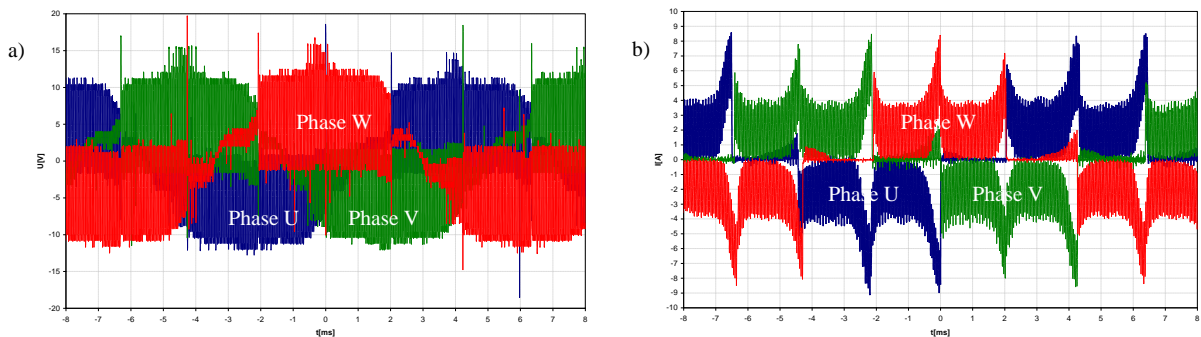 a)
U[V]
20
15
10
5
0
-5
-10
-15
-20
Phase W
Phase U
Phase V
-8 -7 -6 -5 -4 -3 -2 -1 0 1 2 3 4 5 6 7 8
t[ms]
b)
I[A]
10
9
8
7
6
5
4
3
2
1
0
-1
-2
-3
-4
-5
-6
-7
-8
-9
-10
Phase W
Phase U
Phase V
-8 -7 -6 -5 -4 -3 -2 -1 0 1 2 3 4 5 6 7 8
t[ms]